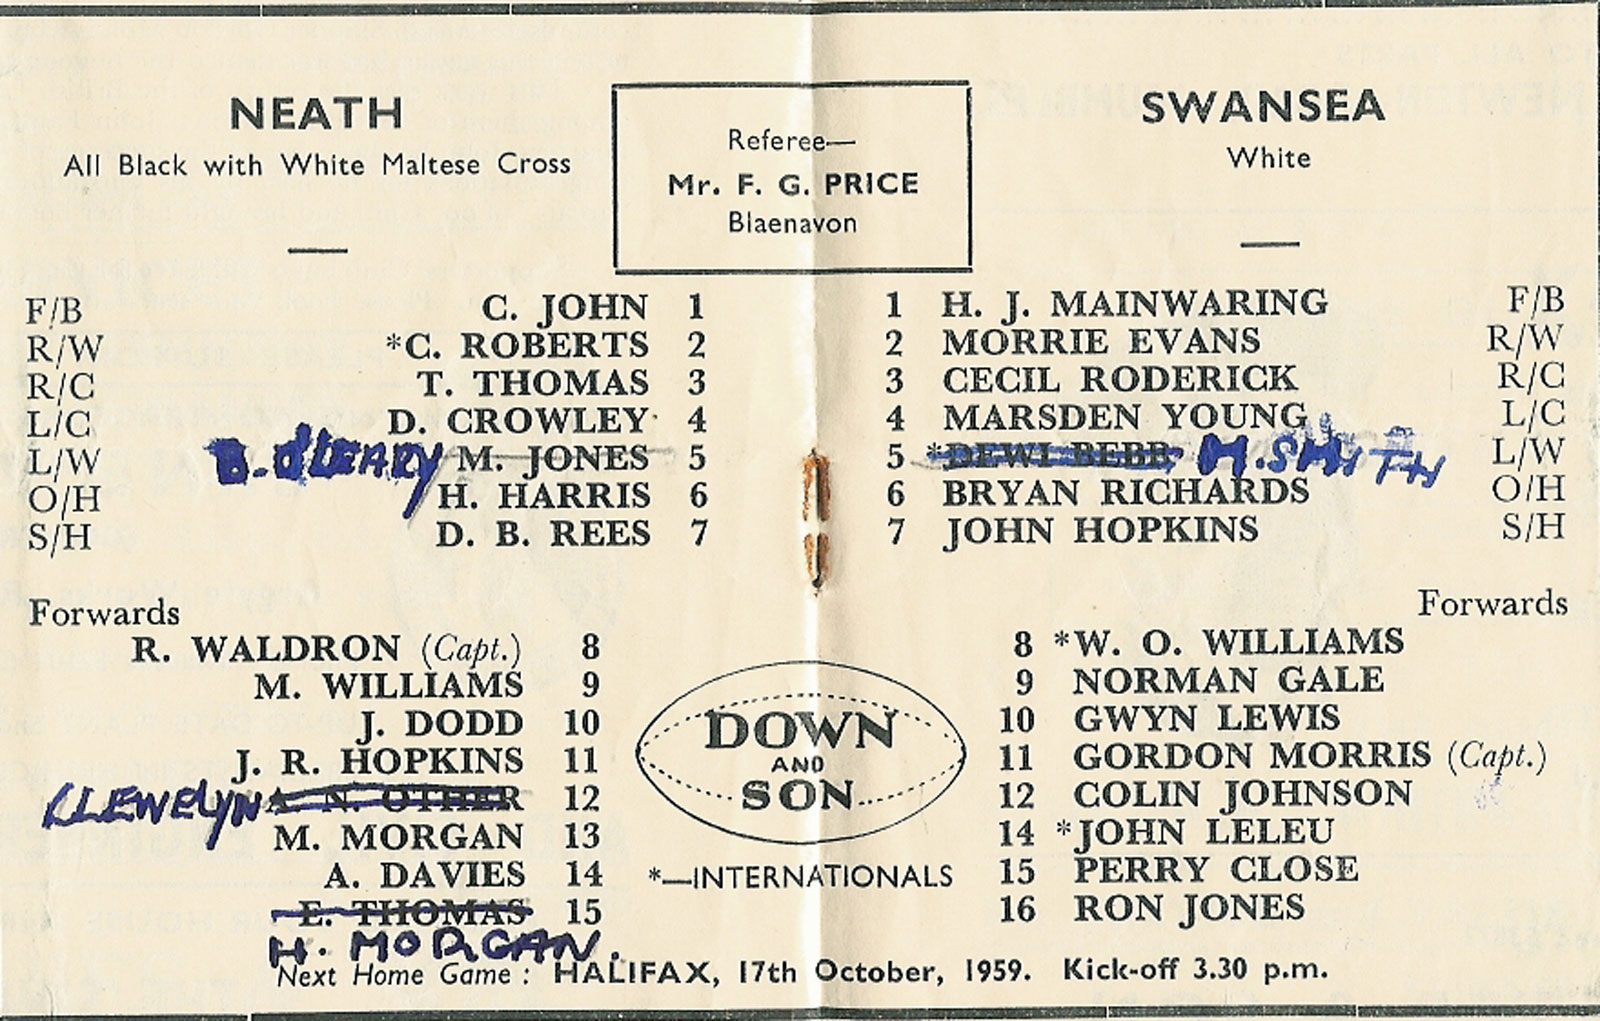 NEATH
All Black with White Maltese Cross
Referee—
Mr. F. G. PRICE
Blaenavon
SWANSEA
White
F/B C. JOHN 1
R/W *C. ROBERTS 2
R/C T. THOMAS 3
L/C D. CROWLEY 4
L/W B. O'LEARY M. JONES 5
O/H H. HARRIS 6
S/H D. B. REES 7
1 H. J. MAINWARING F/B
2 MORRIE EVANS R/W
3 CECIL RODERICK R/C
4 MARSDEN YOUNG L/C
5 *DEWI BEBB M. SMITH L/W
6 BRYAN RICHARDS O/H
7 JOHN HOPKINS S/H
Forwards
R. WALDRON (Capt.) 8
M. WILLIAMS 9
J. DODD 10
J. R. HOPKINS 11
LLEWELYN A. N. OTHER 12
M. MORGAN 13
A. DAVIES 14
E. THOMAS 15
H. MORGAN.
Forwards
8 *W. O. WILLIAMS
9 NORMAN GALE
10 GWYN LEWIS
11 GORDON MORRIS (Capt.)
12 COLIN JOHNSON
14 *JOHN LELEU
15 PERRY CLOSE
16 RON JONES
DOWN
AND
SON
*—INTERNATIONALS
Next Home Game : HALIFAX, 17th October, 1959. Kick-off 3.30 p.m.